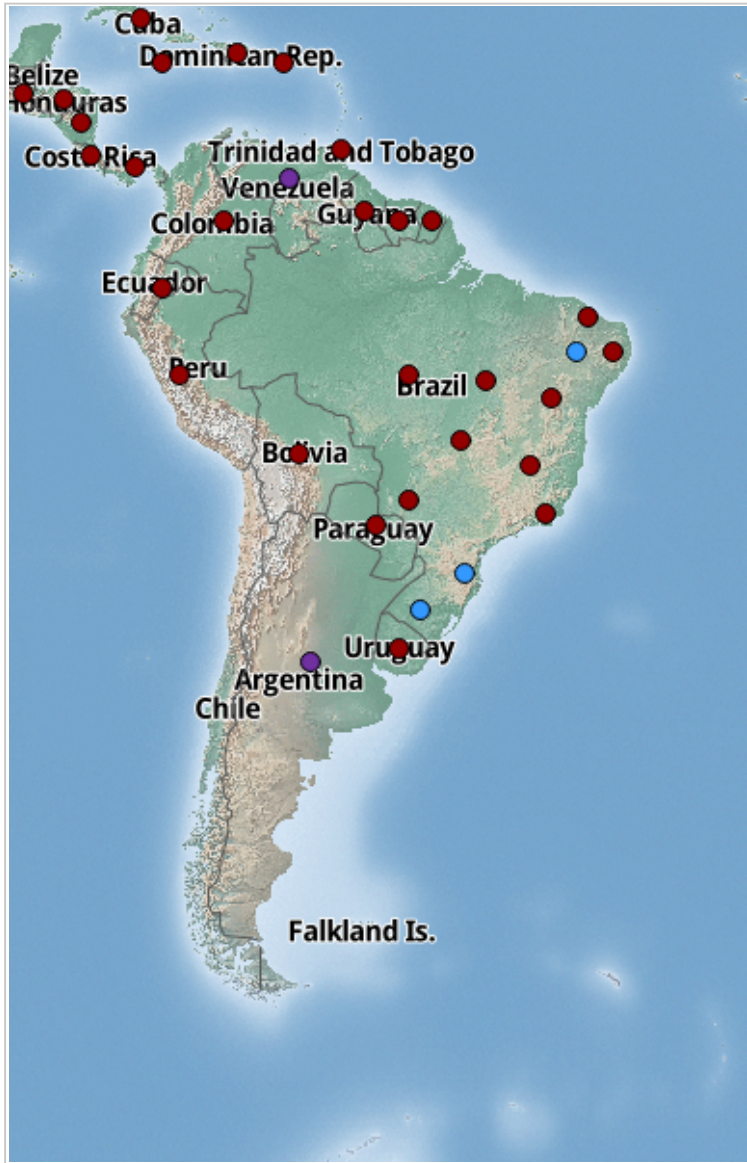 Cuba
Dominican Rep.
Belize
Honduras
Costa Rica
Trinidad and Tobago
Venezuela
Guyana
Colombia
Ecuador
Peru
Brazil
Bolivia
Paraguay
Uruguay
Argentina
Chile
Falkland Is.